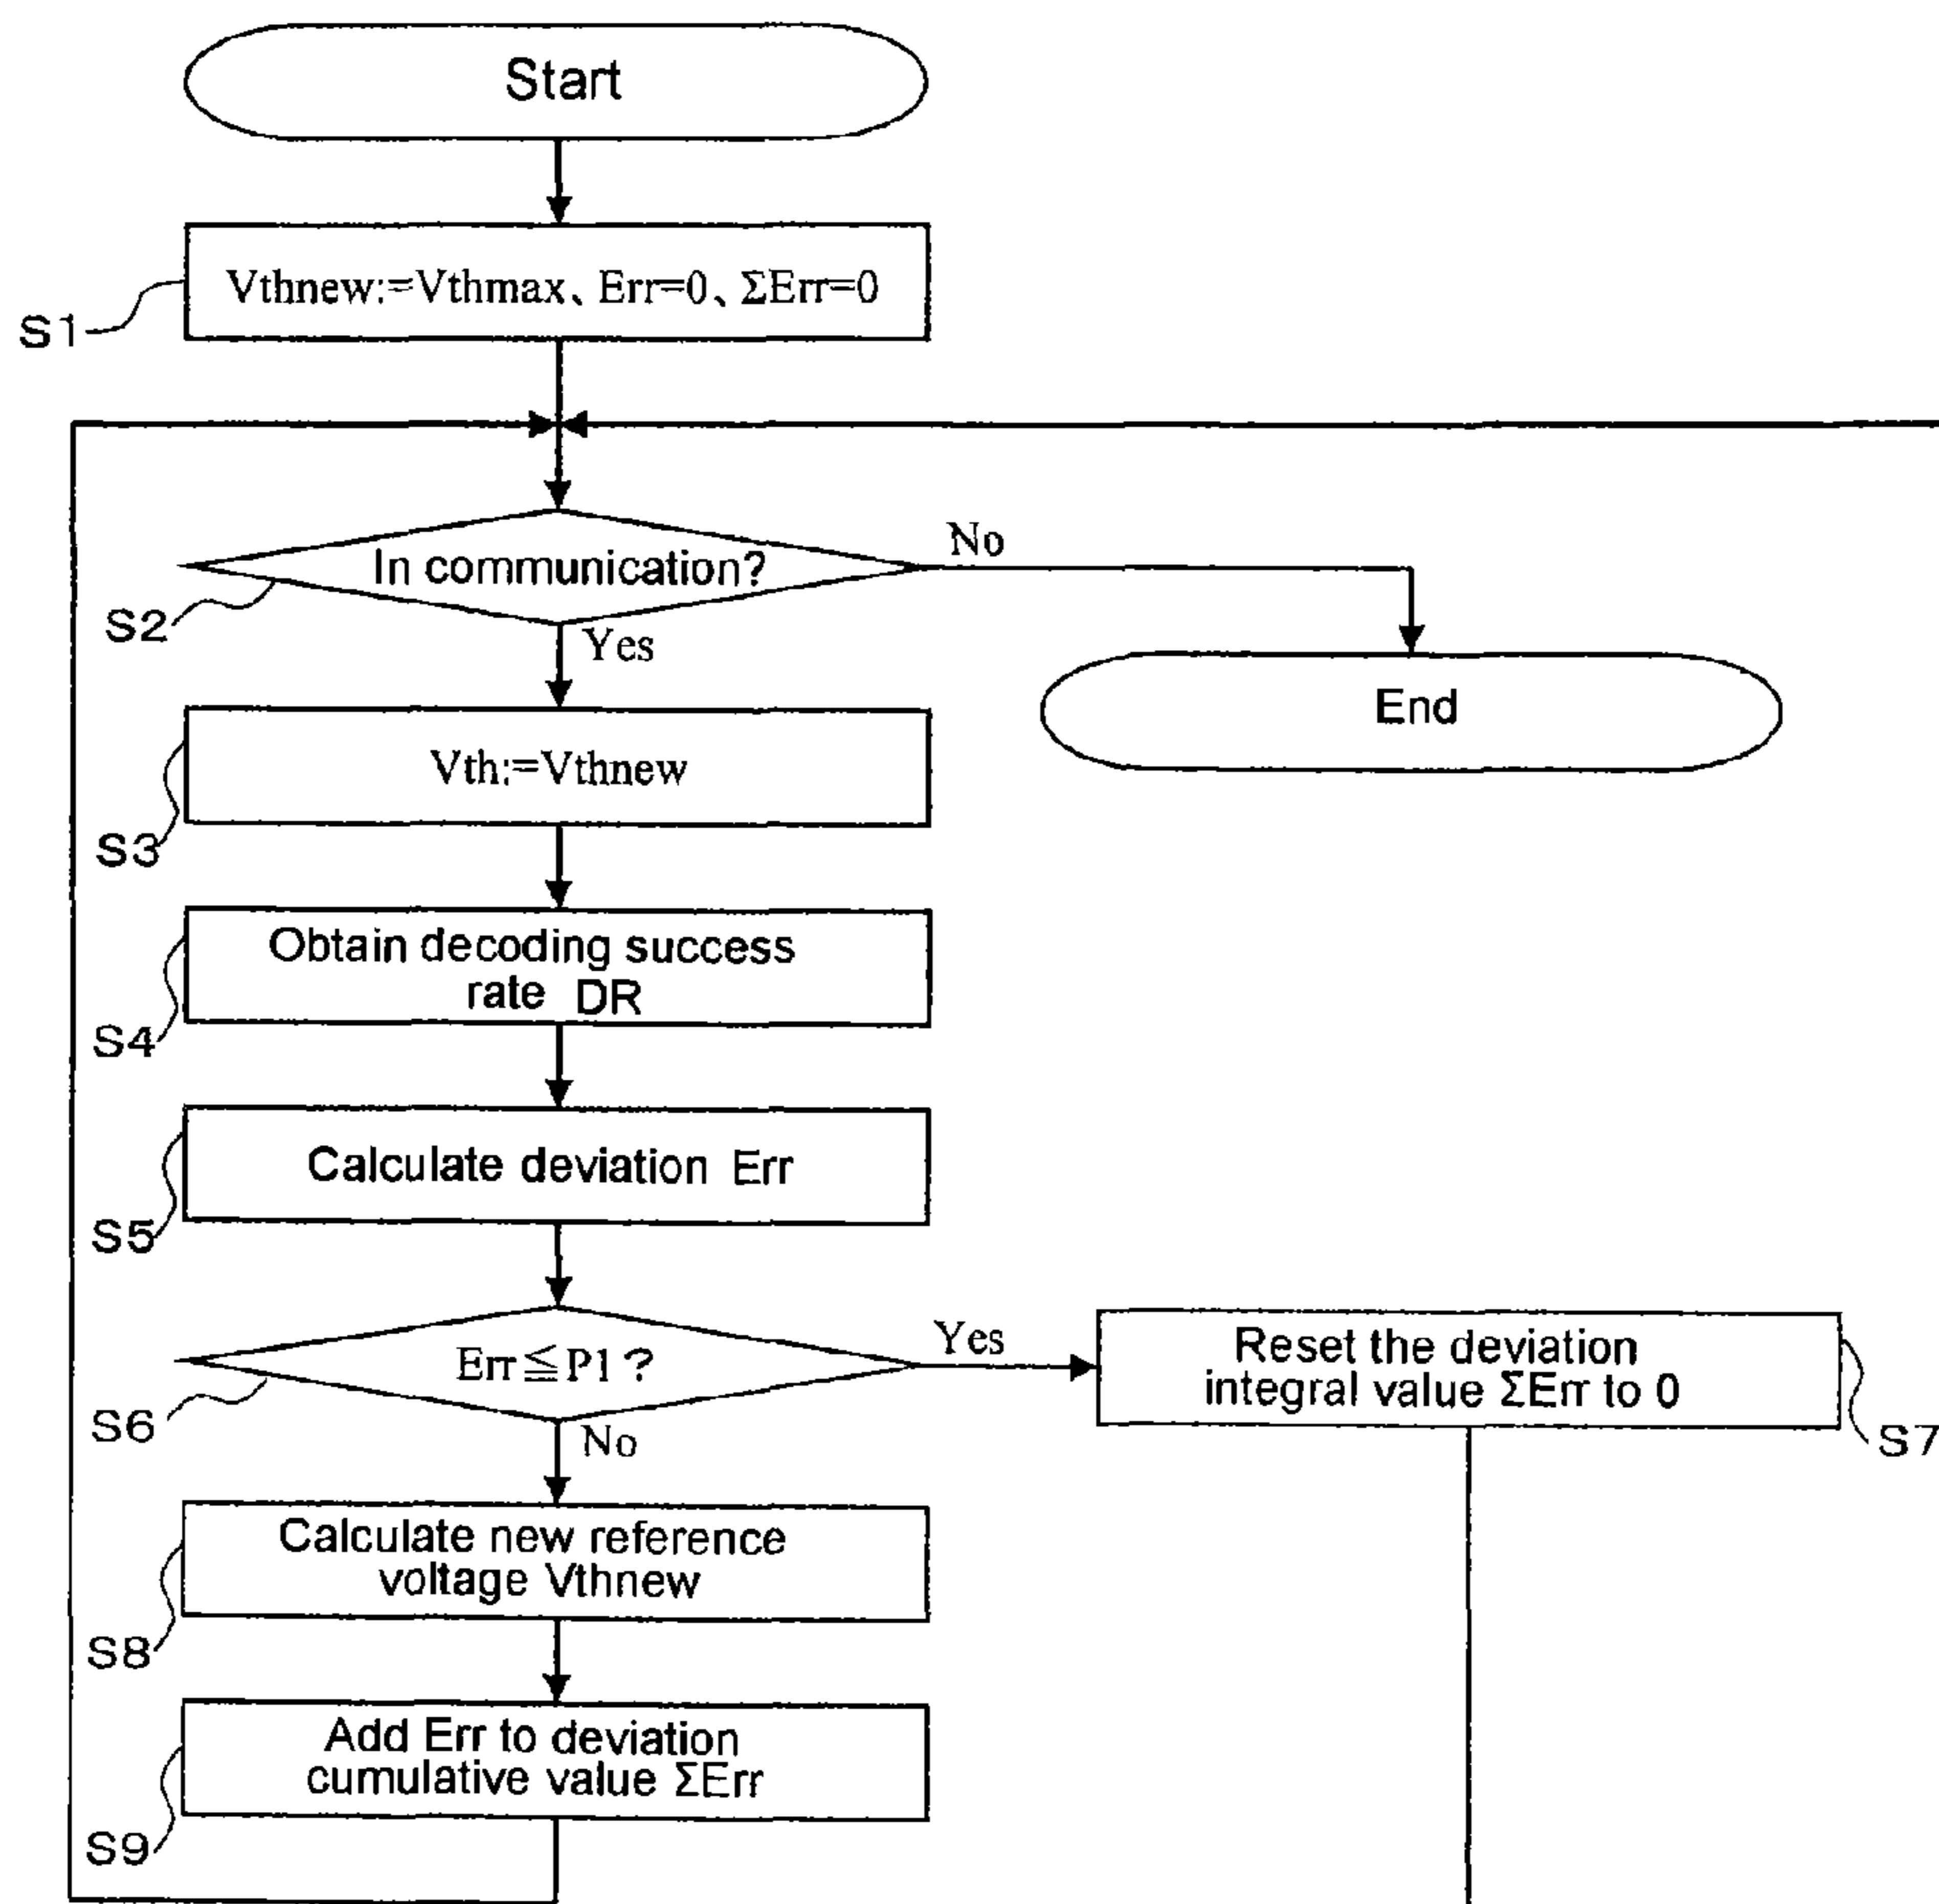 Start
Vthnew:=Vthmax、Err=0、ΣErr=0
S1
In communication?
No
S2
Yes
End
Vth:=Vthnew
S3
Obtain decoding success
rate DR
S4
Calculate deviation Err
S5
Err≦P1?
Yes
S6
No
Reset the deviation
integral value ΣErr to 0
S7
Calculate new reference
voltage Vthnew
S8
Add Err to deviation
cumulative value ΣErr
S9